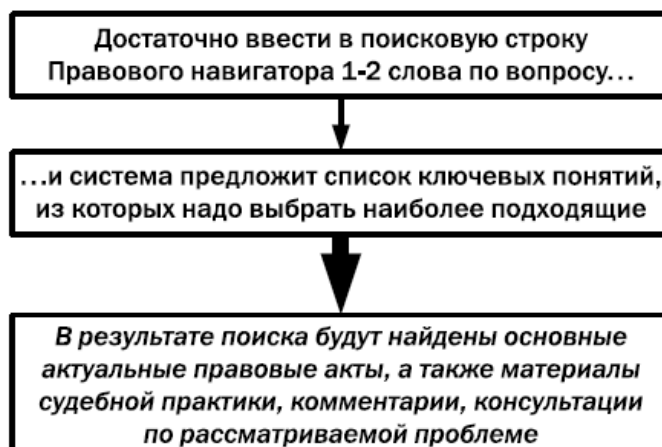 Достаточно ввести в поисковую строку
Правового навигатора 1-2 слова по вопросу…
…и система предложит список ключевых понятий,
из которых надо выбрать наиболее подходящие
В результате поиска будут найдены основные
актуальные правовые акты, а также материалы
судебной практики, комментарии, консультации
по рассматриваемой проблеме